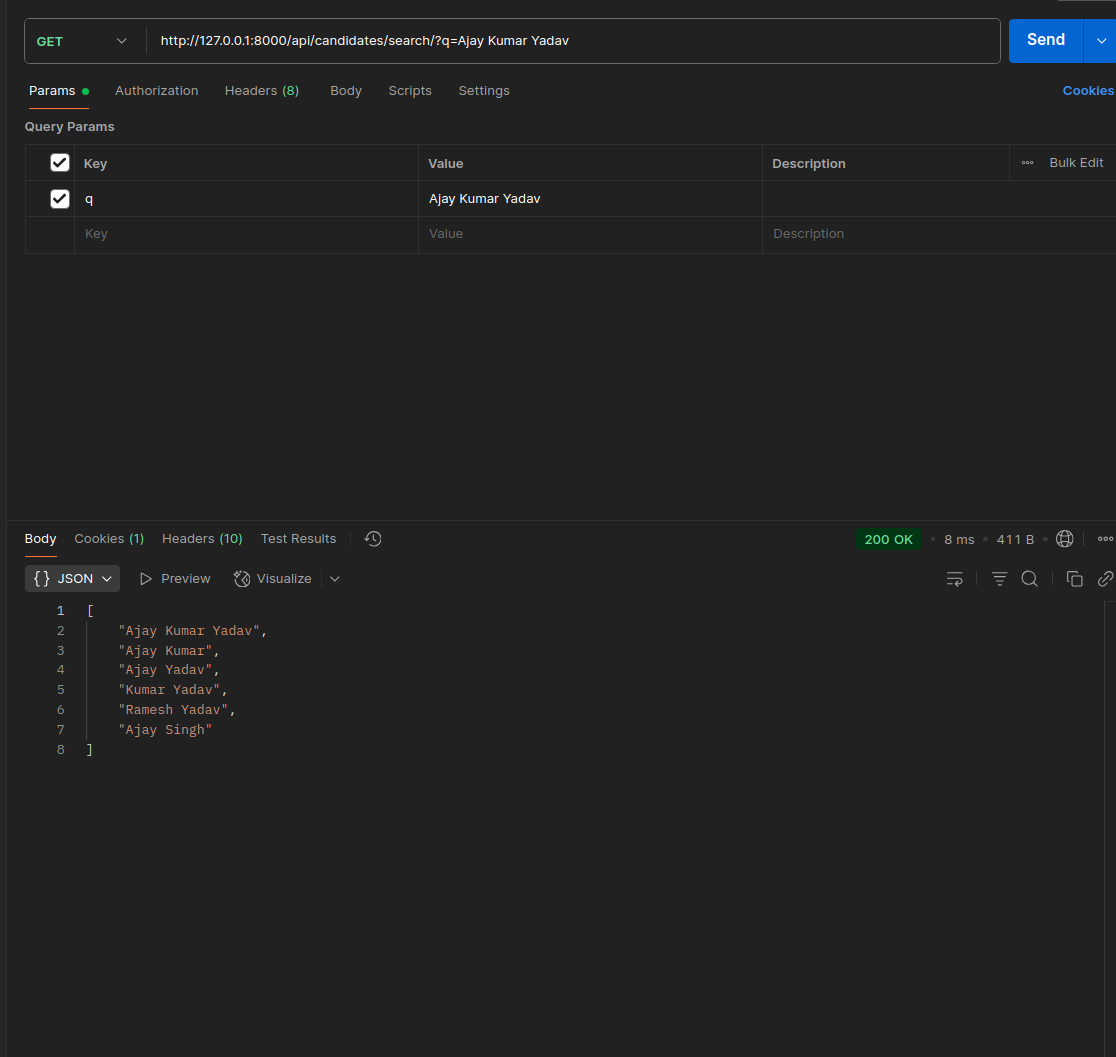 GET http://127.0.0.1:8000/api/candidates/search/?q=Ajay Kumar Yadav Send
Params Authorization Headers (8) Body Scripts Settings Cookies
Query Params
Key Value Description Bulk Edit
q Ajay Kumar Yadav
Key Value Description
Body Cookies (1) Headers (10) Test Results 200 OK 8 ms 411 B
{} JSON Preview Visualize
1 [
2 "Ajay Kumar Yadav",
3 "Ajay Kumar",
4 "Ajay Yadav",
5 "Kumar Yadav",
6 "Ramesh Yadav",
7 "Ajay Singh"
8 ]